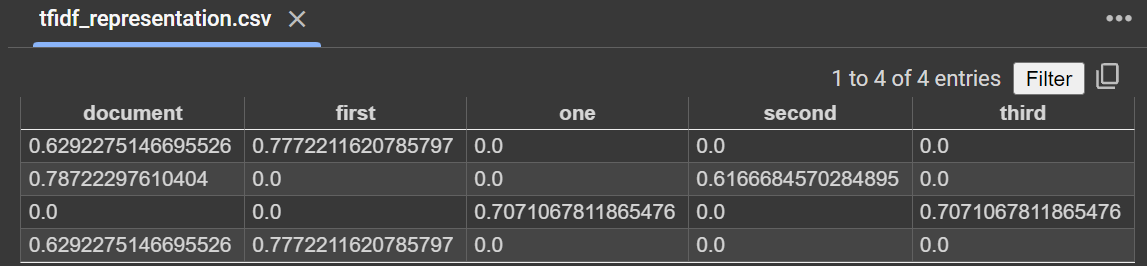 tfidf_representation.csv
1 to 4 of 4 entries Filter
document first one second third
0.6292275146695526 0.7772211620785797 0.0 0.0 0.0
0.78722297610404 0.0 0.0 0.6166684570284895 0.0
0.0 0.0 0.7071067811865476 0.0 0.7071067811865476
0.6292275146695526 0.7772211620785797 0.0 0.0 0.0